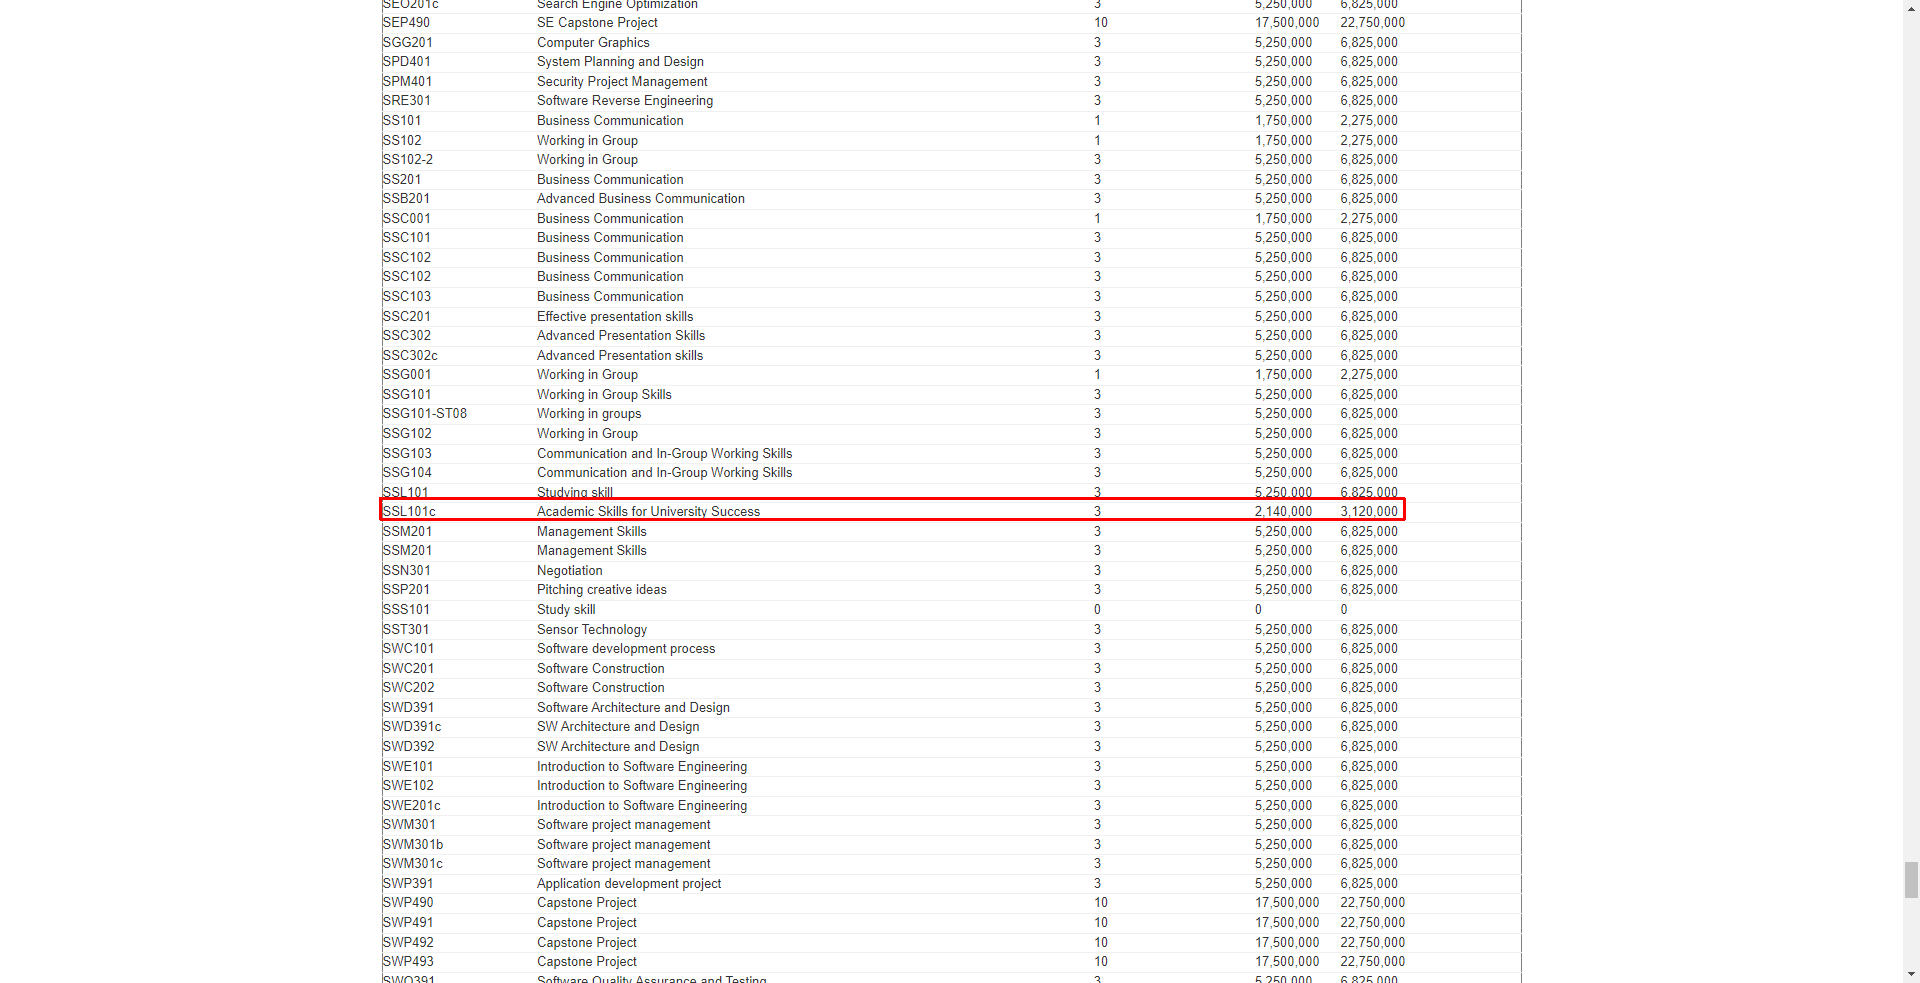 SEO201c Search Engine Optimization 3 5,250,000 6,825,000
SEP490 SE Capstone Project 10 17,500,000 22,750,000
SGG201 Computer Graphics 3 5,250,000 6,825,000
SPD401 System Planning and Design 3 5,250,000 6,825,000
SPM401 Security Project Management 3 5,250,000 6,825,000
SRE301 Software Reverse Engineering 3 5,250,000 6,825,000
SS101 Business Communication 1 1,750,000 2,275,000
SS102 Working in Group 1 1,750,000 2,275,000
SS102-2 Working in Group 3 5,250,000 6,825,000
SS201 Business Communication 3 5,250,000 6,825,000
SSB201 Advanced Business Communication 3 5,250,000 6,825,000
SSC001 Business Communication 1 1,750,000 2,275,000
SSC101 Business Communication 3 5,250,000 6,825,000
SSC102 Business Communication 3 5,250,000 6,825,000
SSC102 Business Communication 3 5,250,000 6,825,000
SSC103 Business Communication 3 5,250,000 6,825,000
SSC201 Effective presentation skills 3 5,250,000 6,825,000
SSC302 Advanced Presentation Skills 3 5,250,000 6,825,000
SSC302c Advanced Presentation skills 3 5,250,000 6,825,000
SSG001 Working in Group 1 1,750,000 2,275,000
SSG101 Working in Group Skills 3 5,250,000 6,825,000
SSG101-ST08 Working in groups 3 5,250,000 6,825,000
SSG102 Working in Group 3 5,250,000 6,825,000
SSG103 Communication and In-Group Working Skills 3 5,250,000 6,825,000
SSG104 Communication and In-Group Working Skills 3 5,250,000 6,825,000
SSL101 Studying skill 3 5,250,000 6,825,000
SSL101c Academic Skills for University Success 3 2,140,000 3,120,000
SSM201 Management Skills 3 5,250,000 6,825,000
SSM201 Management Skills 3 5,250,000 6,825,000
SSN301 Negotiation 3 5,250,000 6,825,000
SSP201 Pitching creative ideas 3 5,250,000 6,825,000
SSS101 Study skill 0 0 0
SST301 Sensor Technology 3 5,250,000 6,825,000
SWC101 Software development process 3 5,250,000 6,825,000
SWC201 Software Construction 3 5,250,000 6,825,000
SWC202 Software Construction 3 5,250,000 6,825,000
SWD391 Software Architecture and Design 3 5,250,000 6,825,000
SWD391c SW Architecture and Design 3 5,250,000 6,825,000
SWD392 SW Architecture and Design 3 5,250,000 6,825,000
SWE101 Introduction to Software Engineering 3 5,250,000 6,825,000
SWE102 Introduction to Software Engineering 3 5,250,000 6,825,000
SWE201c Introduction to Software Engineering 3 5,250,000 6,825,000
SWM301 Software project management 3 5,250,000 6,825,000
SWM301b Software project management 3 5,250,000 6,825,000
SWM301c Software project management 3 5,250,000 6,825,000
SWP391 Application development project 3 5,250,000 6,825,000
SWP490 Capstone Project 10 17,500,000 22,750,000
SWP491 Capstone Project 10 17,500,000 22,750,000
SWP492 Capstone Project 10 17,500,000 22,750,000
SWP493 Capstone Project 10 17,500,000 22,750,000
SWQ391 Software Quality Assurance and Testing 3 5,250,000 6,825,000